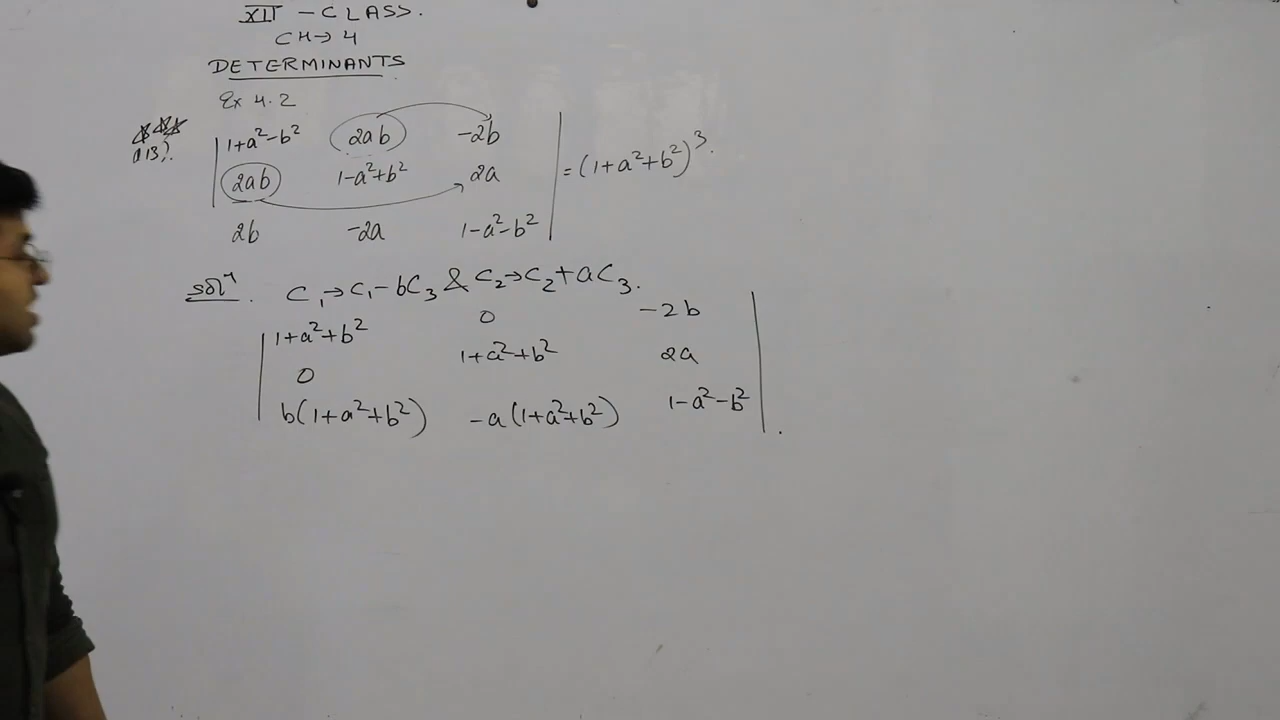 XII - CLASS.
CH→ 4
DETERMINANTS
Ex 4.2
1+a²-b² 2ab -2b
2ab 1-a²+b² 2a = (1+a²+b²)³.
2b -2a 1-a²-b²
solⁿ. C₁→C₁-bC₃ & C₂→C₂+aC₃.
1+a²+b² 0 -2b
0 1+a²+b² 2a
b(1+a²+b²) -a(1+a²+b²) 1-a²-b² .